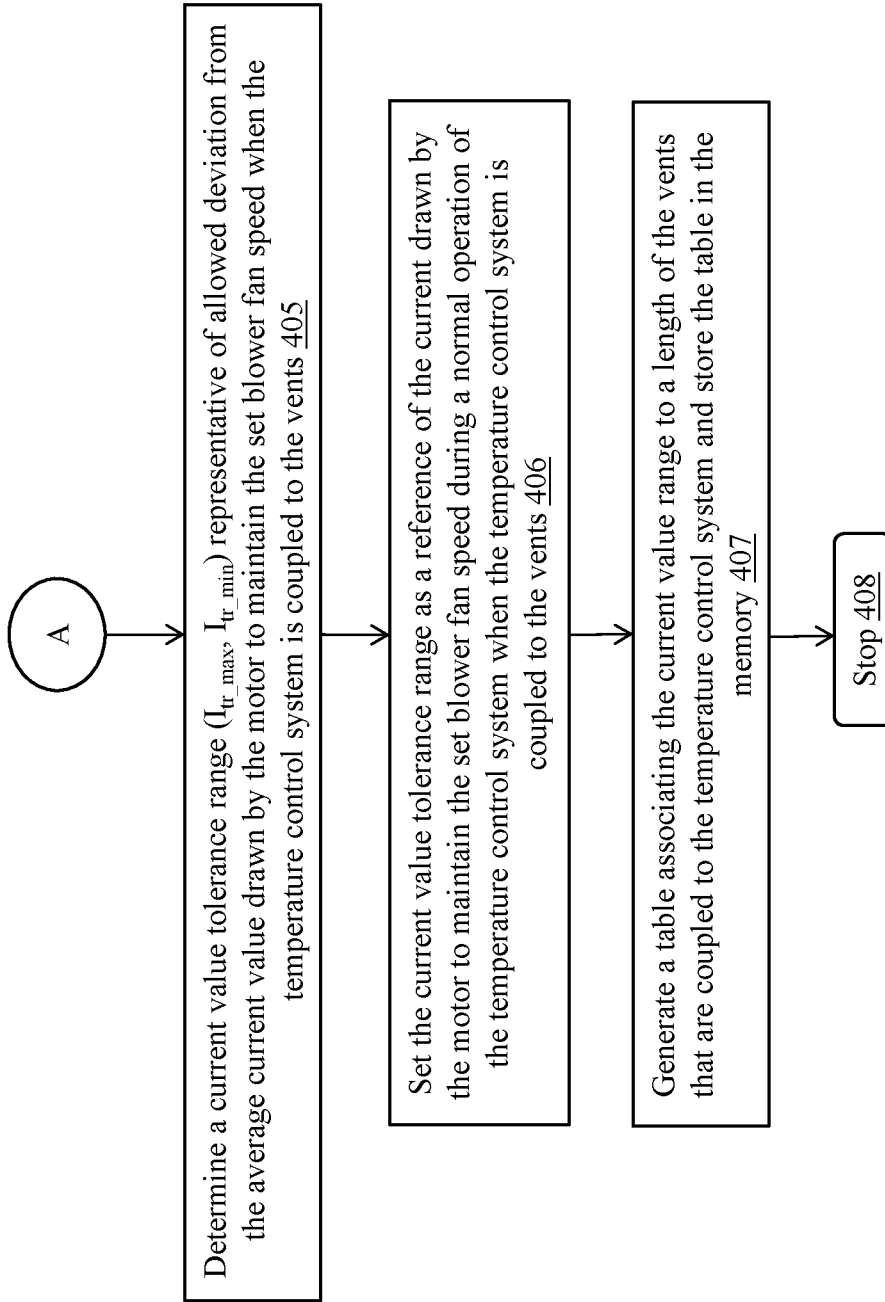 A
Determine a current value tolerance range (Itr_max, Itr_min) representative of allowed deviation from
the average current value drawn by the motor to maintain the set blower fan speed when the
temperature control system is coupled to the vents 405
Set the current value tolerance range as a reference of the current drawn by
the motor to maintain the set blower fan speed during a normal operation of
the temperature control system when the temperature control system is
coupled to the vents 406
Generate a table associating the current value range to a length of the vents
that are coupled to the temperature control system and store the table in the
memory 407
Stop 408